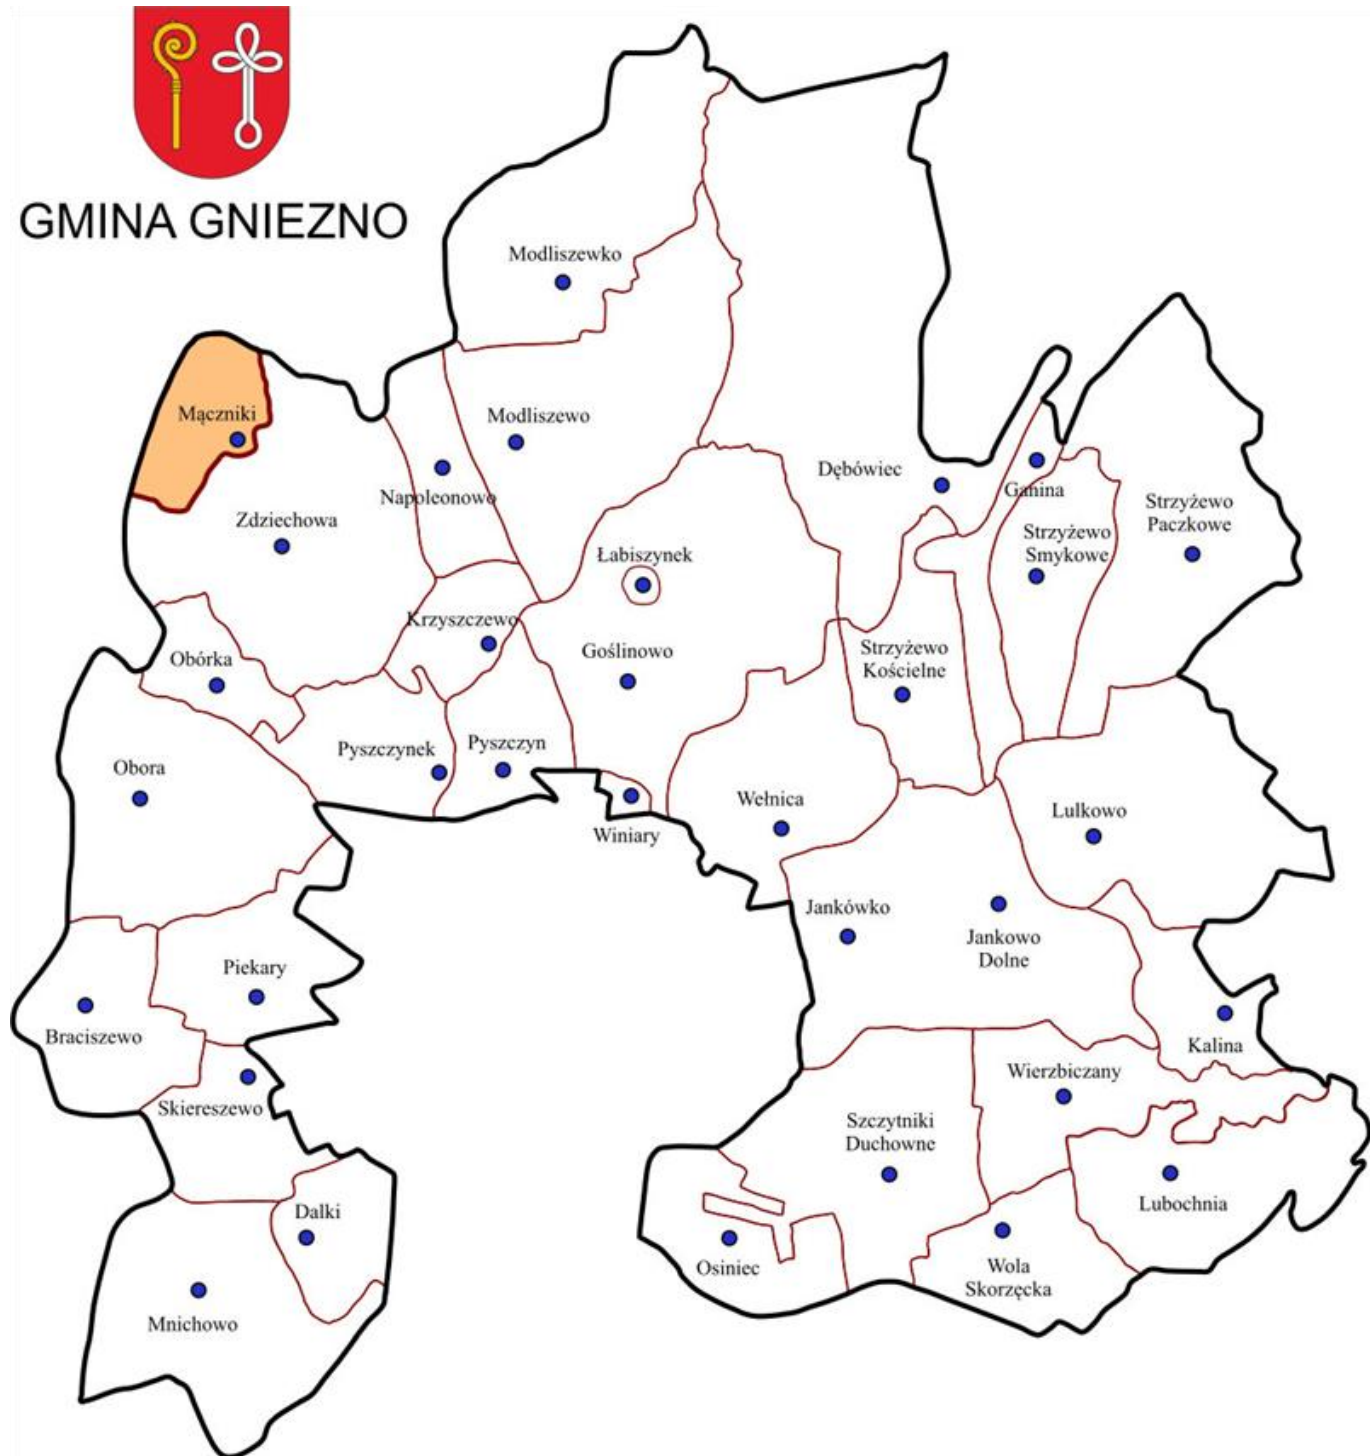 GMINA GNIEZNO
Modliszewko
Mączniki
Modliszewo
Napoleonowo
Dębówiec
Ganina
Strzyżewo
Paczkowe
Zdziechowa
Łabiszynek
Strzyżewo
Smykowe
Krzyszczewo
Obórka
Goślinowo
Strzyżewo
Kościelne
Pyszczynek
Pyszczyn
Obora
Winiary
Wełnica
Lulkowo
Jankówko
Jankowo
Dolne
Piekary
Braciszewo
Kalina
Skiereszewo
Wierzbiczany
Szczytniki
Duchowne
Lubochnia
Dalki
Osiniec
Wola
Skorzęcka
Mnichowo